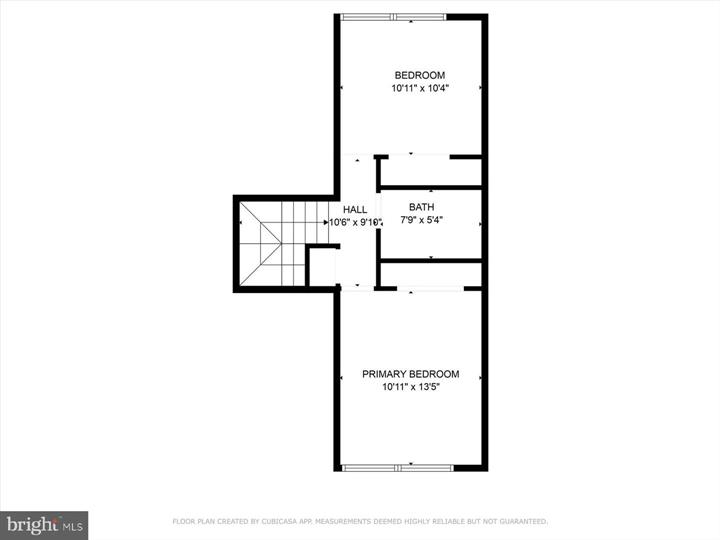 BEDROOM
10'11" x 10'4"
HALL
10'6" x 9'10"
BATH
7'9" x 5'4"
PRIMARY BEDROOM
10'11" x 13'5"
FLOOR PLAN CREATED BY CUBICASA APP. MEASUREMENTS DEEMED HIGHLY RELIABLE BUT NOT GUARANTEED.
bright MLS